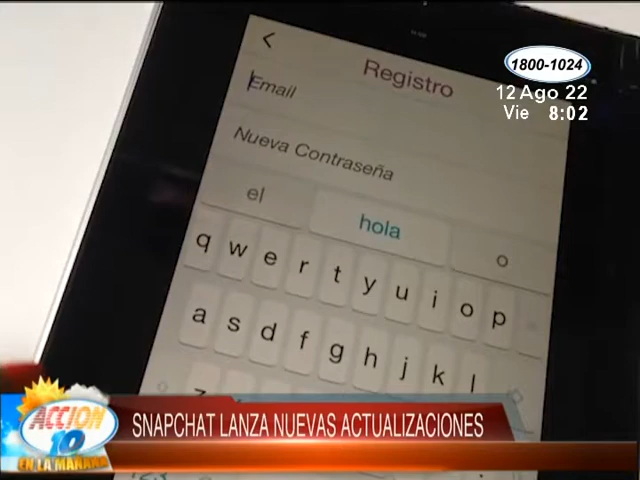 1800-1024
12 Ago 22
Vie 8:02
<
Registro
Email
Nueva Contraseña
el hola o
q w e r t y u i o p
a s d f g h j k l
ACCION
10
EN LA MAÑANA
SNAPCHAT LANZA NUEVAS ACTUALIZACIONES